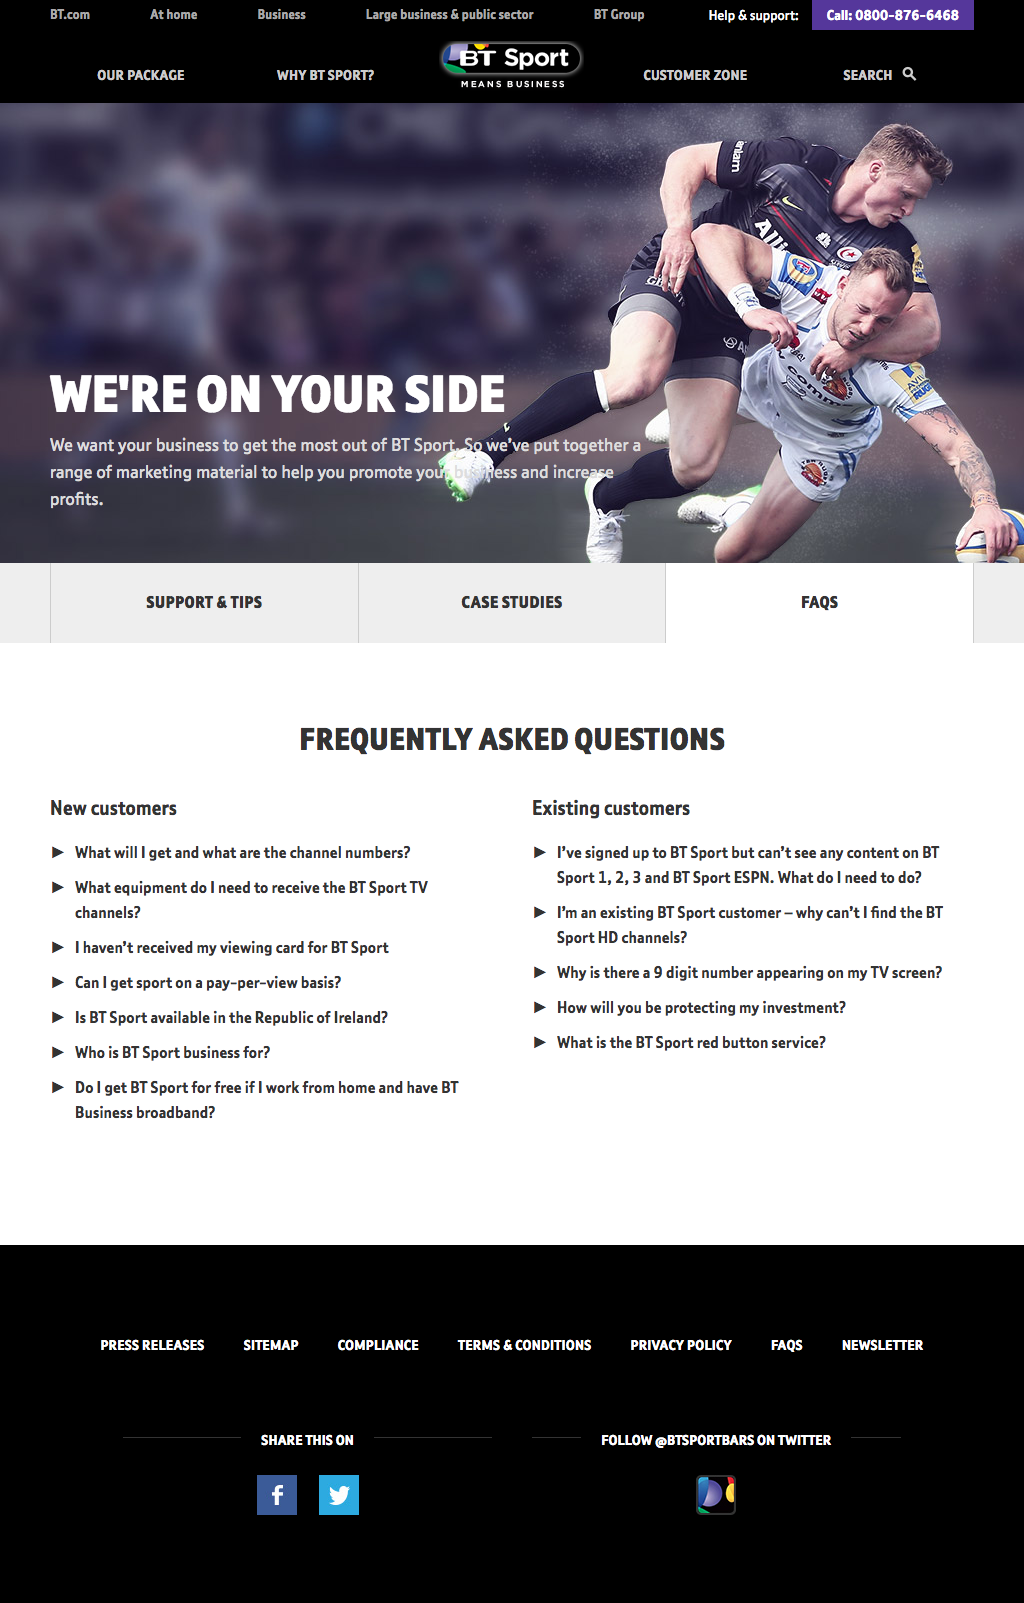 BT.com At home Business Large business & public sector BT Group Help & support: Call: 0800-876-6468
OUR PACKAGE WHY BT SPORT? BT Sport CUSTOMER ZONE SEARCH
MEANS BUSINESS
WE'RE ON YOUR SIDE
We want your business to get the most out of BT Sport. So we've put together a
range of marketing material to help you promote your business and increase
profits.
SUPPORT & TIPS CASE STUDIES FAQS
FREQUENTLY ASKED QUESTIONS
New customers
What will I get and what are the channel numbers?
What equipment do I need to receive the BT Sport TV
channels?
I haven't received my viewing card for BT Sport
Can I get sport on a pay-per-view basis?
Is BT Sport available in the Republic of Ireland?
Who is BT Sport business for?
Do I get BT Sport for free if I work from home and have BT
Business broadband?
Existing customers
I've signed up to BT Sport but can't see any content on BT
Sport 1, 2, 3 and BT Sport ESPN. What do I need to do?
I'm an existing BT Sport customer – why can't I find the BT
Sport HD channels?
Why is there a 9 digit number appearing on my TV screen?
How will you be protecting my investment?
What is the BT Sport red button service?
PRESS RELEASES SITEMAP COMPLIANCE TERMS & CONDITIONS PRIVACY POLICY FAQS NEWSLETTER
SHARE THIS ON FOLLOW @BTSPORTBARS ON TWITTER